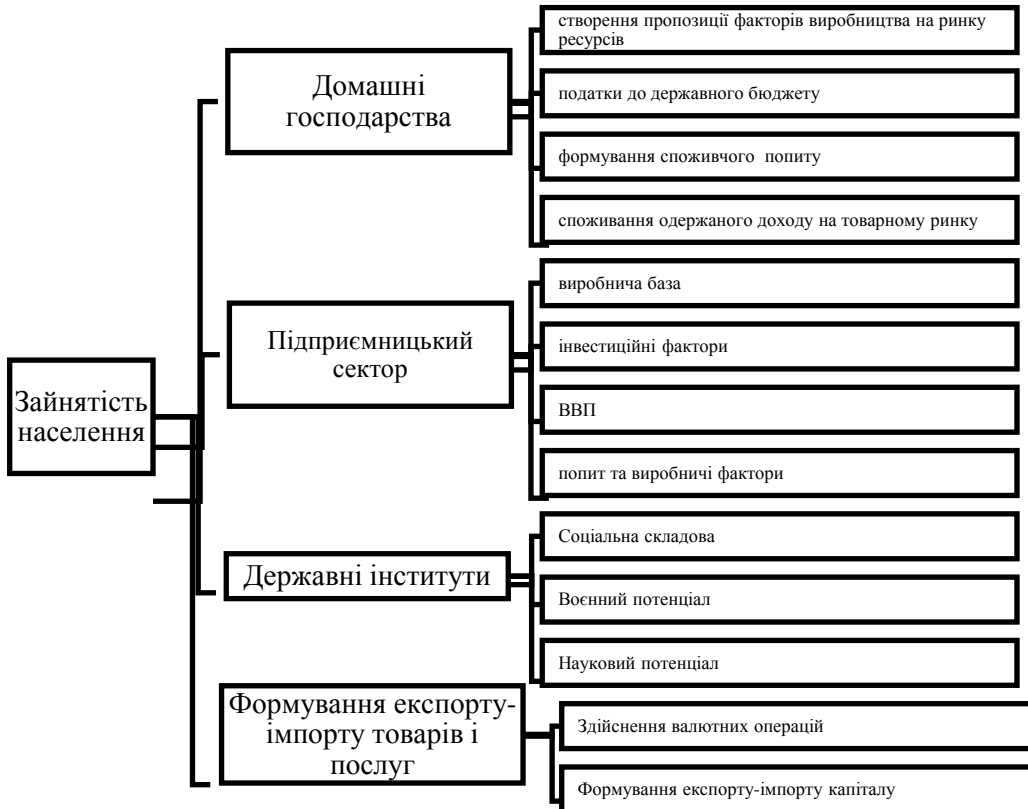 Зайнятість
населення
Домашні
господарства
створення пропозиції факторів виробництва на ринку
ресурсів
податки до державного бюджету
формування споживчого попиту
споживання одержаного доходу на товарному ринку
Підприємницький
сектор
виробнича база
інвестиційні фактори
ВВП
попит та виробничі фактори
Державні інститути
Соціальна складова
Воєнний потенціал
Науковий потенціал
Формування експорту-
імпорту товарів і
послуг
Здійснення валютних операцій
Формування експорту-імпорту капіталу